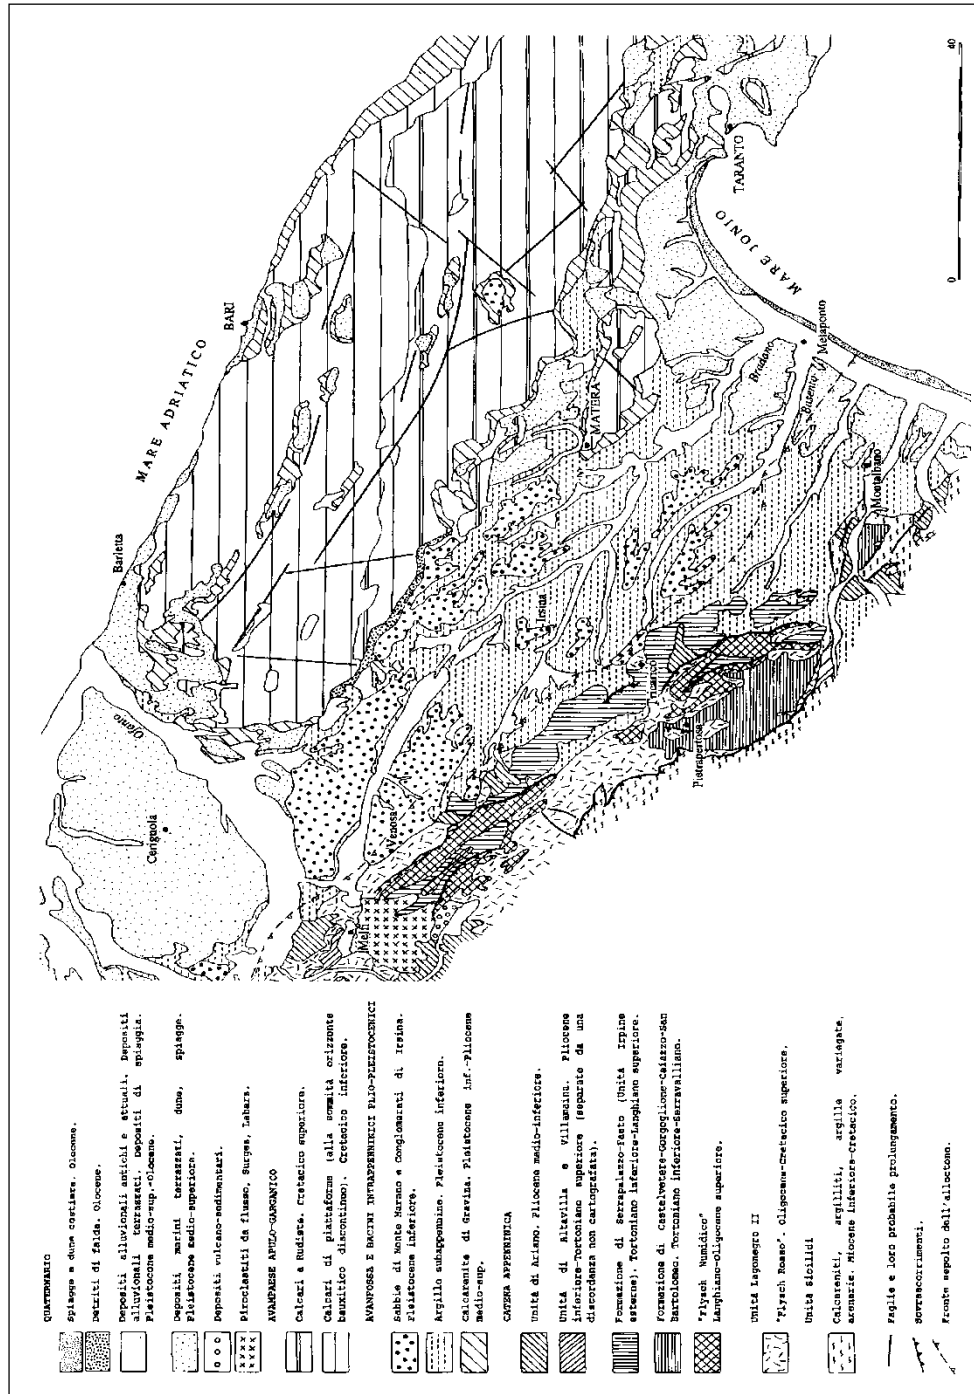 QUATERNARIO
Spiagge e dune costiere. Olocene.
Detriti di falda. Olocene.
Depositi alluvionali antichi e attuali. Depositi
alluvionali terrazzati. Depositi di spiaggia.
Pleistocene medio-sup.-Olocene.
Depositi marini terrazzati, dune, spiagge.
Pleistocene medio-superiore.
Depositi vulcano-sedimentari.
Piroclastiti da flusso, Surges, Lahars.
AVAMPAESE APULO-GARGANICO
Calcari a Rudiste. Cretacico superiore.
Calcari di piattaforma (alla sommità orizzonte
bauxitico discontinuo). Cretacico inferiore.
AVANFOSSA E BACINI INTRAPPENNINICI PLIO-PLEISTOCENICI
Sabbie di Monte Marano e Conglomerati di Irsina.
Pleistocene inferiore.
Argille subappennine. Pleistocene inferiore.
Calcarenite di Gravina. Pleistocene inf.-Pliocene
medio-sup.
CATENA APPENNINICA
Unità di Ariano. Pliocene medio-inferiore.
Unità di Altavilla e Villamaina. Pliocene
inferiore-Tortoniano superiore (separate da una
discordanza non cartografata).
Formazione di Serrapalazzo-Faeto (Unità Irpine
esterne). Tortoniano inferiore-Langhiano superiore.
Formazione di Castelvetere-Gorgoglione-Caiazzo-San
Bartolomeo. Tortoniano inferiore-Serravalliano.
"Flysch Numidico"
Langhiano-Oligocene superiore.
Unità Lagonegro II
"Flysch Rosso". Oligocene-Cretacico superiore.
Unità Sicilidi
Calcareniti, argilliti, argille variegate,
arenarie. Miocene inferiore-Cretacico.
Faglie e loro probabile prolungamento.
Sovrascorrimenti.
Fronte sepolto dell'alloctono.
MARE ADRIATICO
BARI
Barletta
Ofanto
Cerignola
Venosa
Melfi
Irsina
MATERA
Tricarico
Pietrapertosa
Bradano
Basento
Metaponto
Montalbano
TARANTO
MARE JONIO
0 40